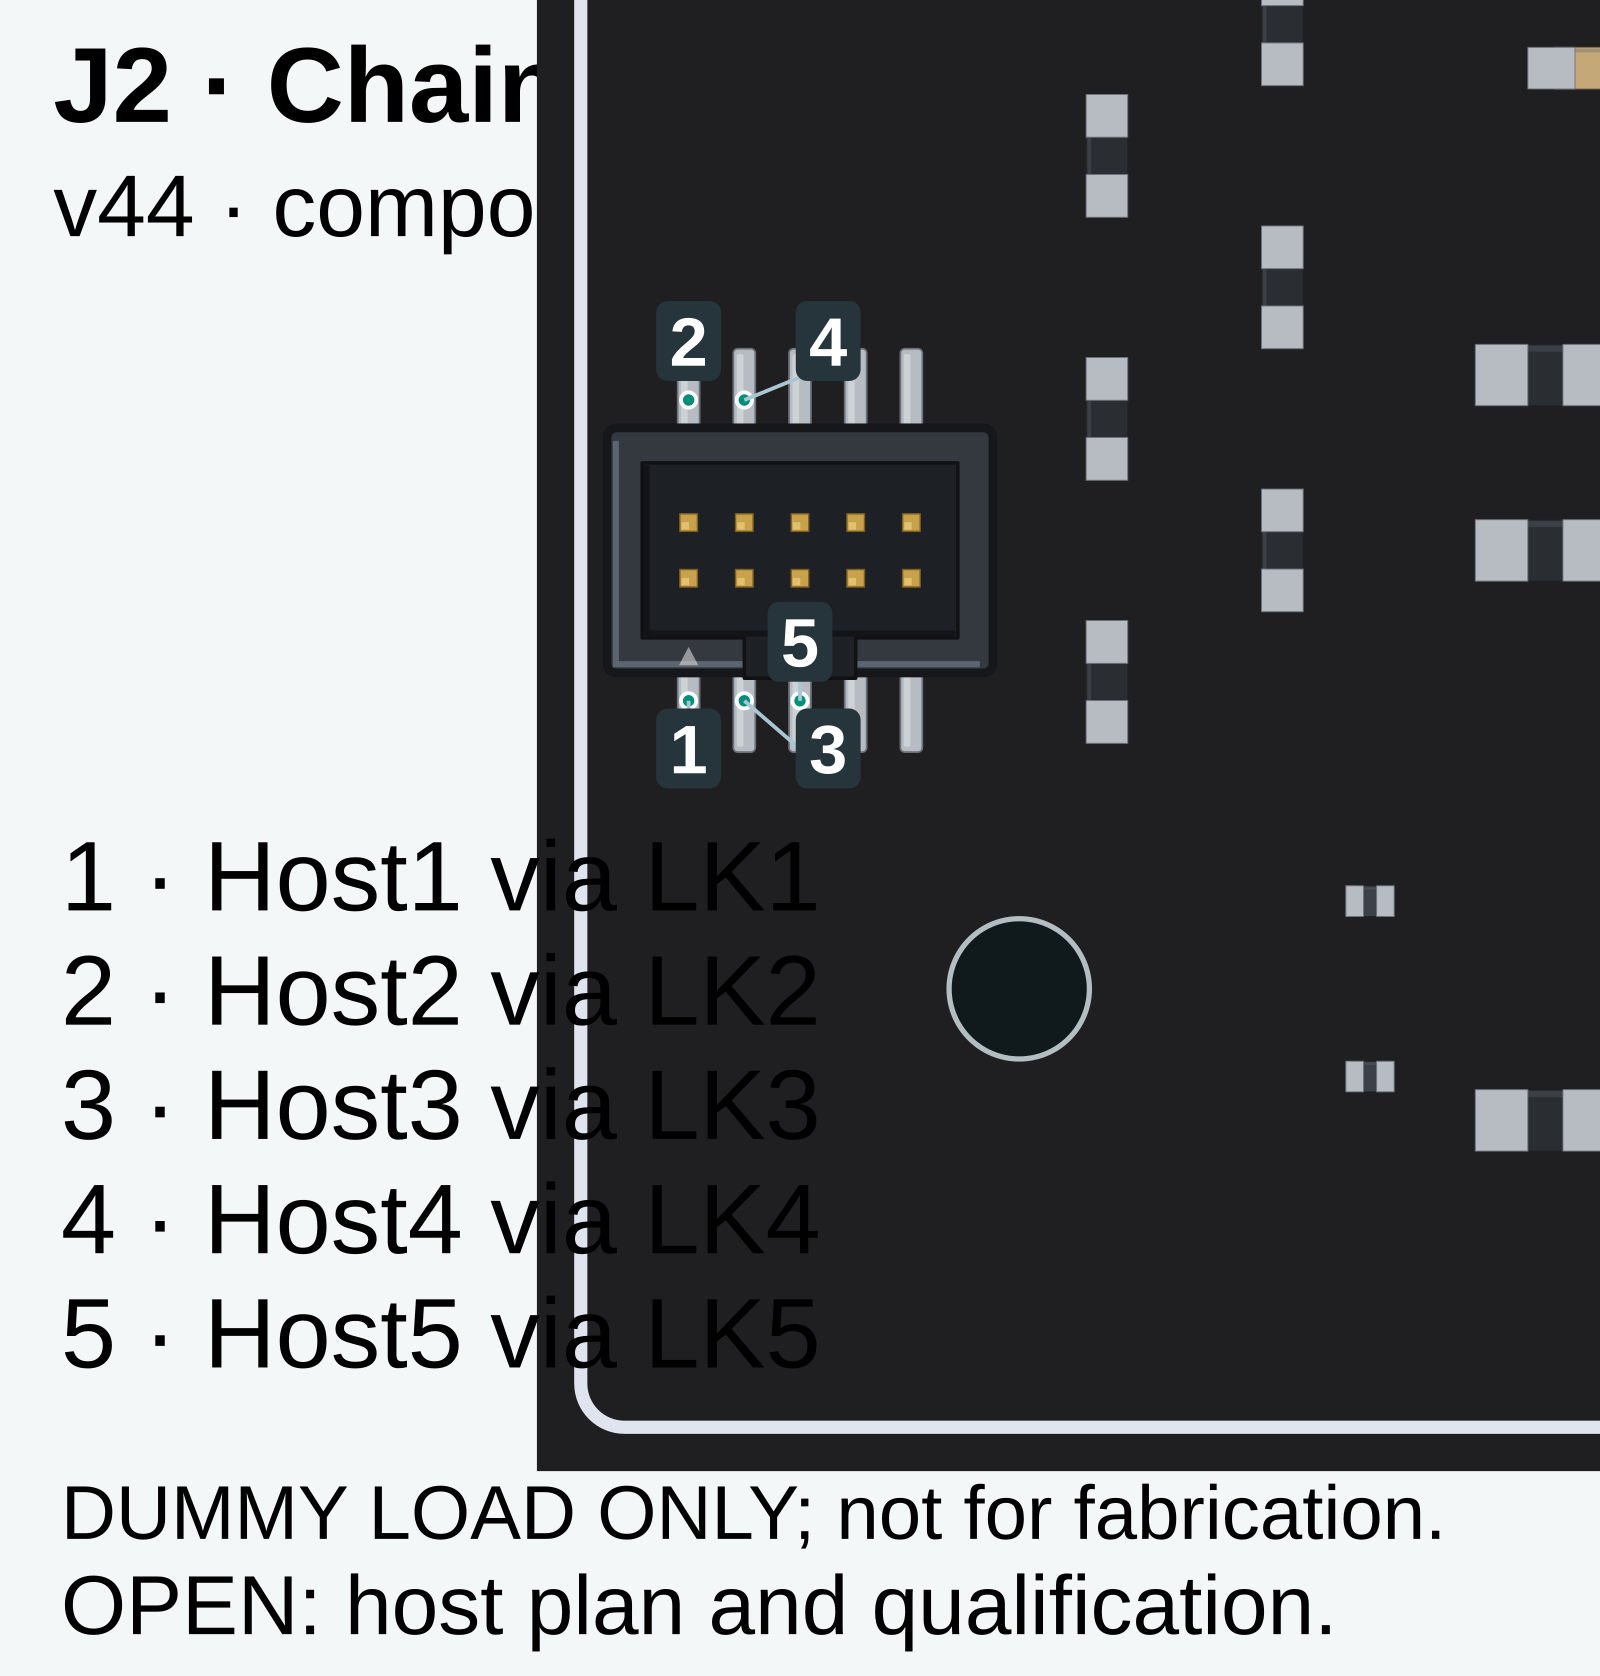 J2 · Chain
v44 · compo
2 4
5
1 3
1 · Host1 via LK1
2 · Host2 via LK2
3 · Host3 via LK3
4 · Host4 via LK4
5 · Host5 via LK5
DUMMY LOAD ONLY; not for fabrication.
OPEN: host plan and qualification.